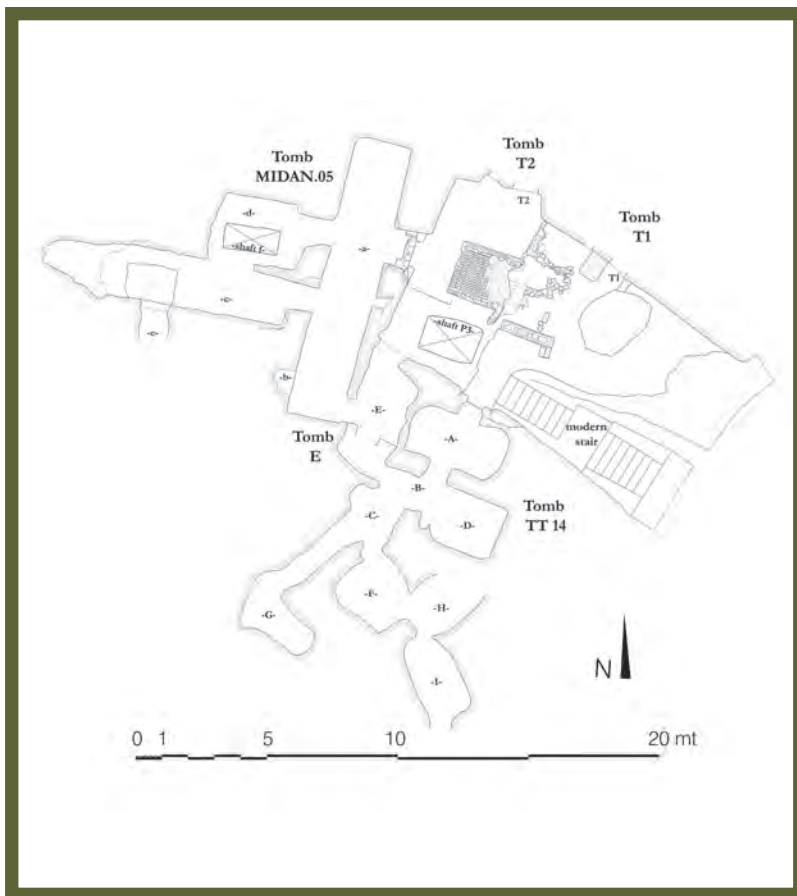 Tomb
T2
Tomb
MIDAN.05
T2
Tomb
T1
-d-
-shaft f-
-a-
T1
-c-
-shaft P3-
-e-
-b-
-E-
Tomb
E
-A-
modern
stair
-B-
Tomb
TT 14
-C-
-D-
-F-
-H-
-G-
N
-I-
0 1 5 10 20 mt